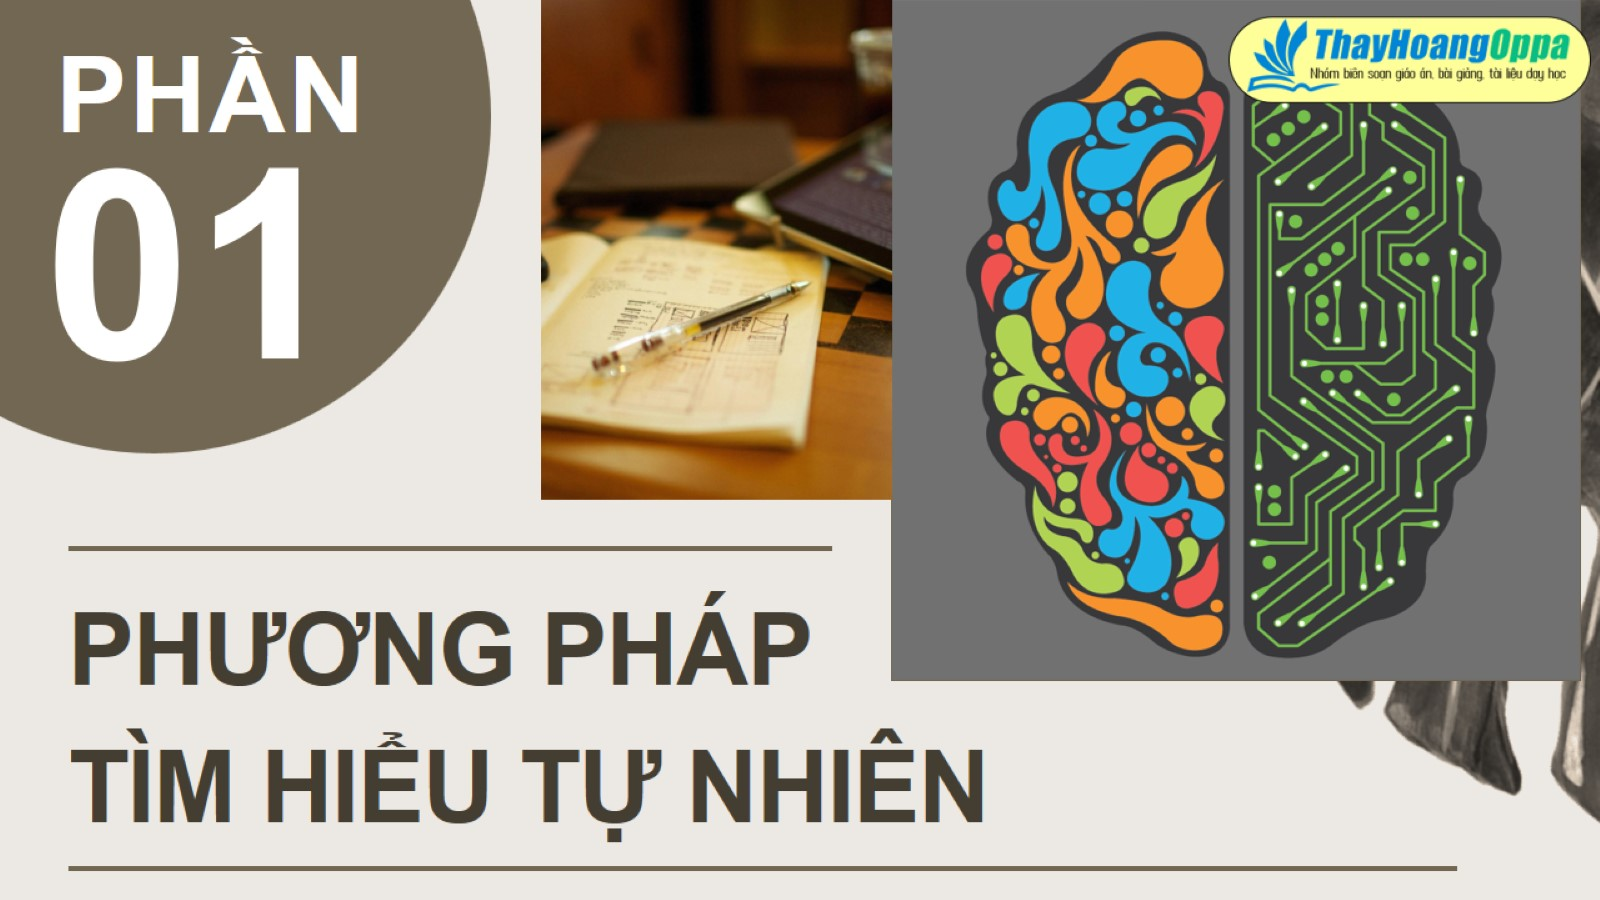 PHẦN
01
ThayHoangOppa
Nhóm biên soạn giáo án, bài giảng, tài liệu dạy học
PHƯƠNG PHÁP
TÌM HIỂU TỰ NHIÊN